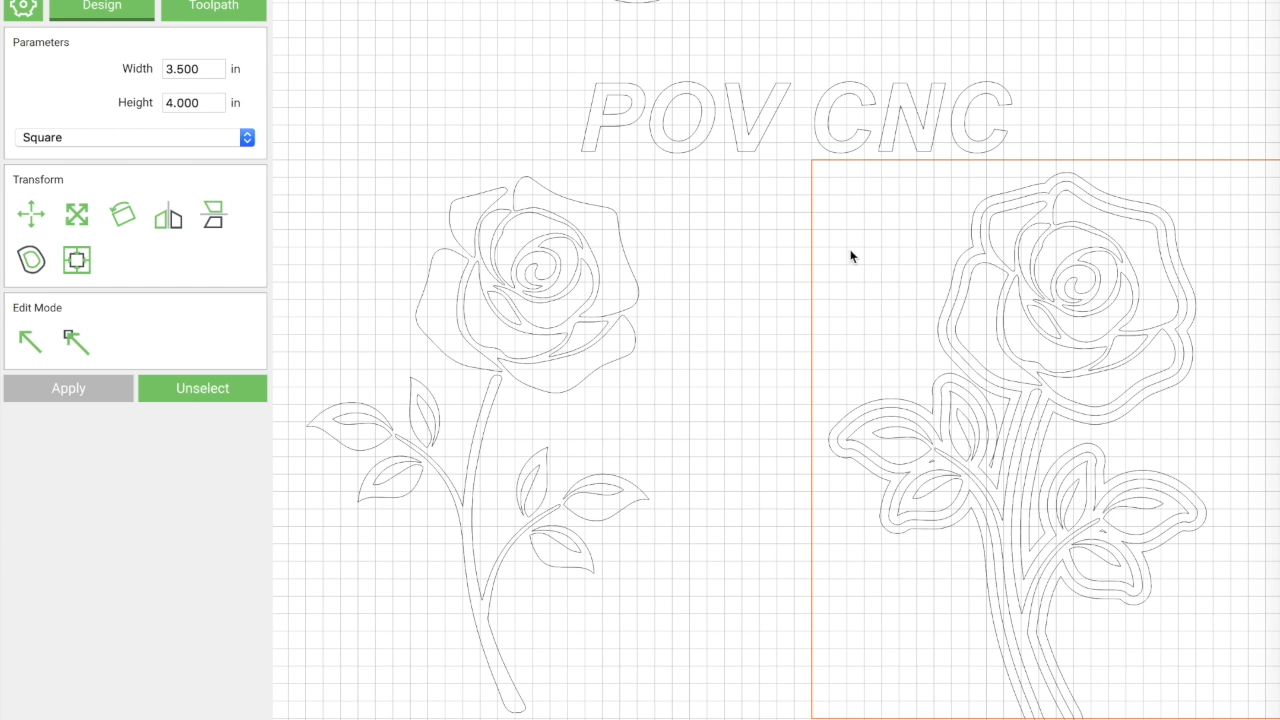 Design Toolpath
Parameters
Width 3.500 in
Height 4.000 in
Square
Transform
Edit Mode
Apply Unselect
POV CNC